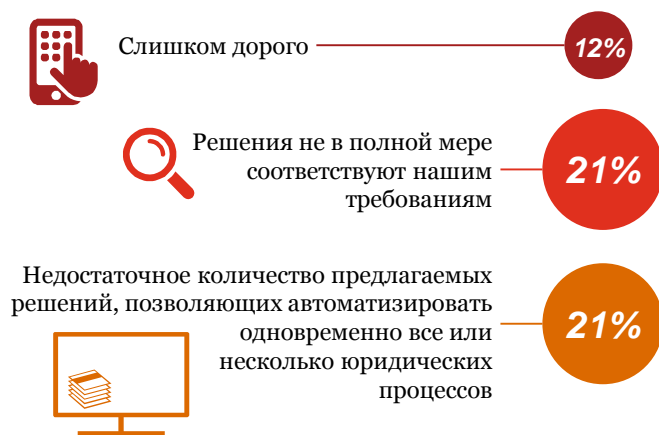 Слишком дорого
12%
Решения не в полной мере
соответствуют нашим
требованиям
21%
Недостаточное количество предлагаемых
решений, позволяющих автоматизировать
одновременно все или
несколько юридических
процессов
21%